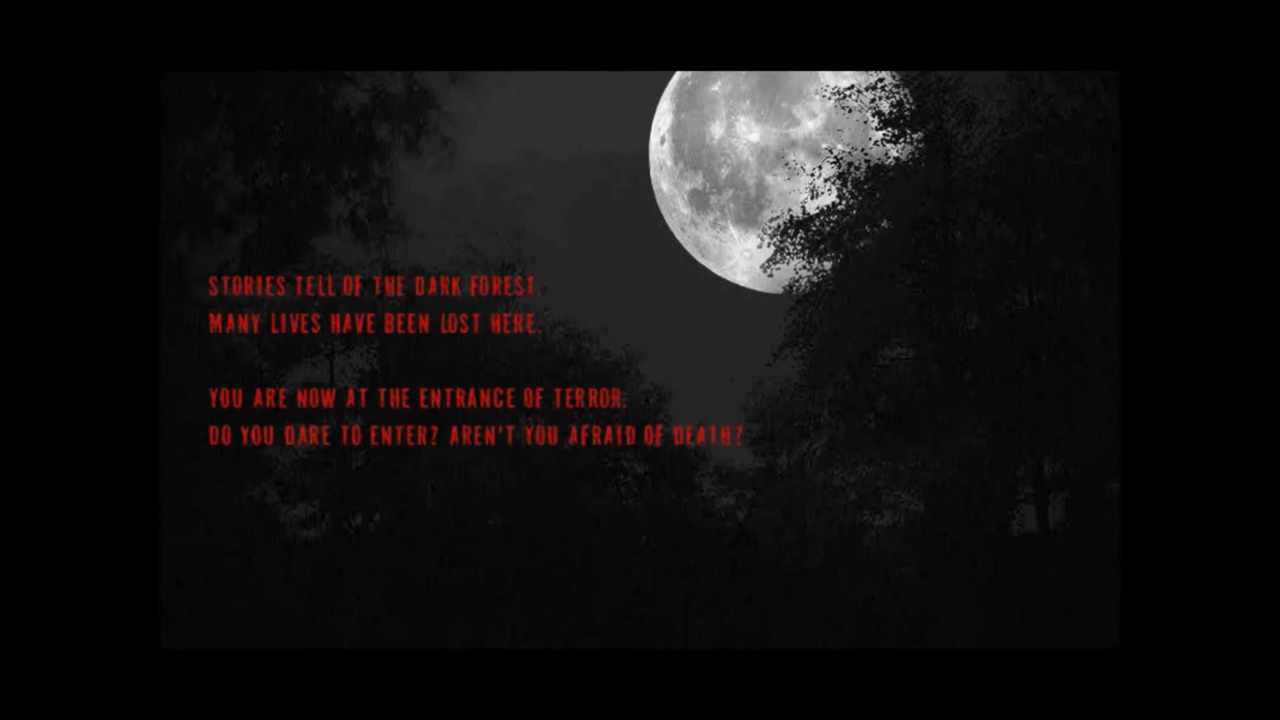 STORIES TELL OF THE DARK FOREST.
MANY LIVES HAVE BEEN LOST HERE.
YOU ARE NOW AT THE ENTRANCE OF TERROR.
DO YOU DARE TO ENTER? AREN'T YOU AFRAID OF DEATH?